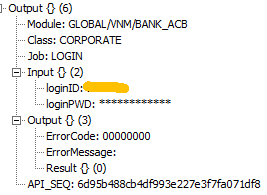 Output {} (6)
Module: GLOBAL/VNM/BANK_ACB
Class: CORPORATE
Job: LOGIN
Input {} (2)
loginID:
loginPWD: ************
Output {} (3)
ErrorCode: 00000000
ErrorMessage:
Result {} (0)
API_SEQ: 6d95b488cb4df993e227e3f7fa071df8